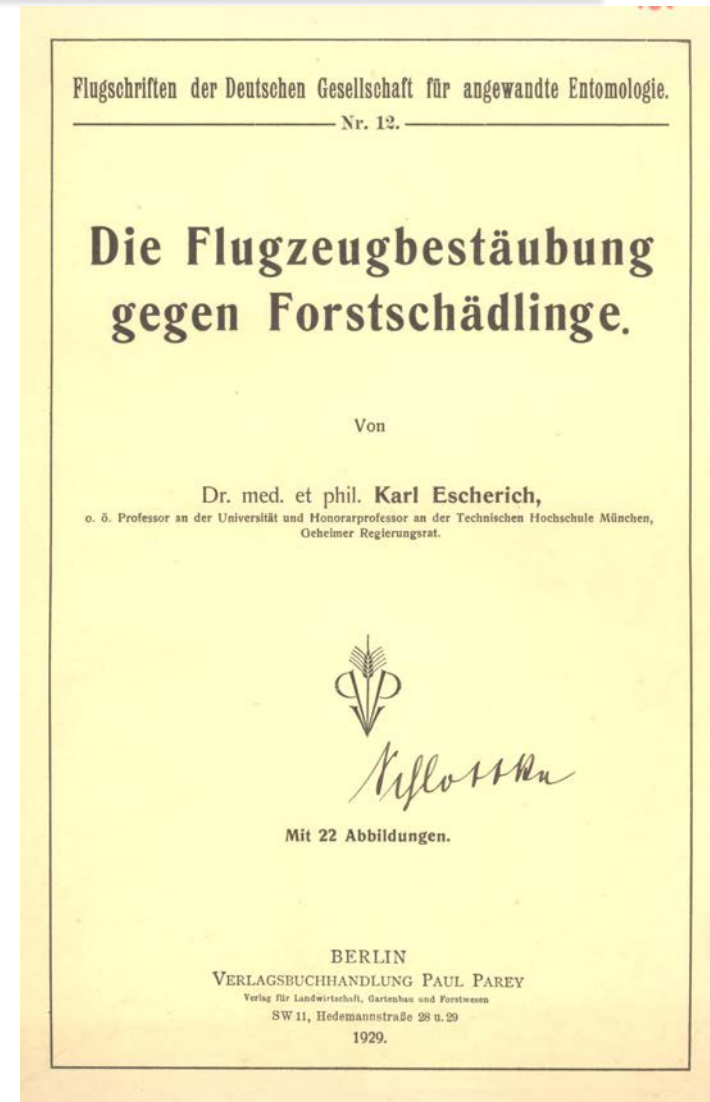 Flugschriften der Deutschen Gesellschaft für angewandte Entomologie.
Nr. 12.
Die Flugzeugbestäubung
gegen Forstschädlinge.
Von
Dr. med. et phil. Karl Escherich,
o. ö. Professor an der Universität und Honorarprofessor an der Technischen Hochschule München,
Geheimer Regierungsrat.
Schlottke
Mit 22 Abbildungen.
BERLIN
VERLAGSBUCHHANDLUNG PAUL PAREY
Verlag für Landwirtschaft, Gartenbau und Forstwesen
SW 11, Hedemannstraße 28 u. 29
1929.